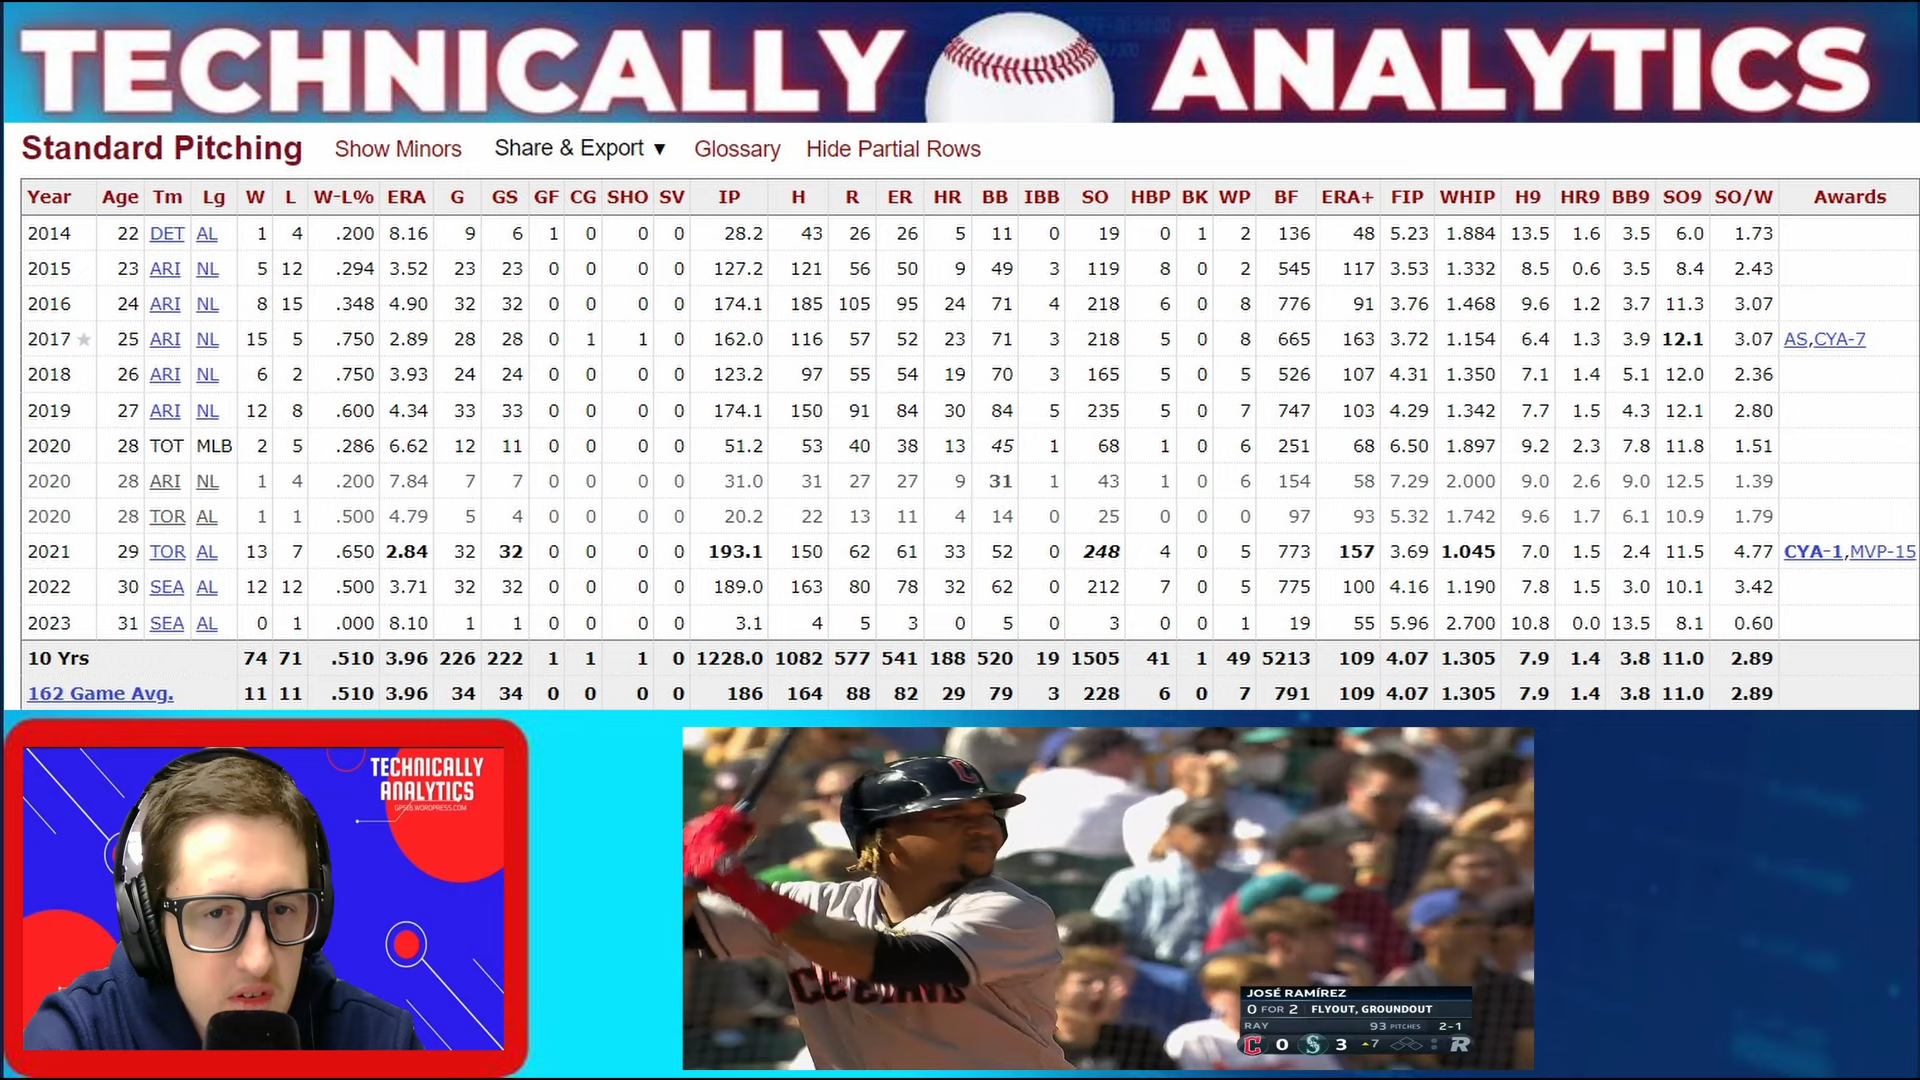 TECHNICALLY ANALYTICS
Standard Pitching Show Minors Share & Export ▼ Glossary Hide Partial Rows
Year Age Tm Lg W L W-L% ERA G GS GF CG SHO SV IP H R ER HR BB IBB SO HBP BK WP BF ERA+ FIP WHIP H9 HR9 BB9 SO9 SO/W Awards
2014 22 DET AL 1 4 .200 8.16 9 6 1 0 0 0 28.2 43 26 26 5 11 0 19 0 1 2 136 48 5.23 1.884 13.5 1.6 3.5 6.0 1.73
2015 23 ARI NL 5 12 .294 3.52 23 23 0 0 0 0 127.2 121 56 50 9 49 3 119 8 0 2 545 117 3.53 1.332 8.5 0.6 3.5 8.4 2.43
2016 24 ARI NL 8 15 .348 4.90 32 32 0 0 0 0 174.1 185 105 95 24 71 4 218 6 0 8 776 91 3.76 1.468 9.6 1.2 3.7 11.3 3.07
2017 ★ 25 ARI NL 15 5 .750 2.89 28 28 0 1 1 0 162.0 116 57 52 23 71 3 218 5 0 8 665 163 3.72 1.154 6.4 1.3 3.9 12.1 3.07 AS,CYA-7
2018 26 ARI NL 6 2 .750 3.93 24 24 0 0 0 0 123.2 97 55 54 19 70 3 165 5 0 5 526 107 4.31 1.350 7.1 1.4 5.1 12.0 2.36
2019 27 ARI NL 12 8 .600 4.34 33 33 0 0 0 0 174.1 150 91 84 30 84 5 235 5 0 7 747 103 4.29 1.342 7.7 1.5 4.3 12.1 2.80
2020 28 TOT MLB 2 5 .286 6.62 12 11 0 0 0 0 51.2 53 40 38 13 45 1 68 1 0 6 251 68 6.50 1.897 9.2 2.3 7.8 11.8 1.51
2020 28 ARI NL 1 4 .200 7.84 7 7 0 0 0 0 31.0 31 27 27 9 31 1 43 1 0 6 154 58 7.29 2.000 9.0 2.6 9.0 12.5 1.39
2020 28 TOR AL 1 1 .500 4.79 5 4 0 0 0 0 20.2 22 13 11 4 14 0 25 0 0 0 97 93 5.32 1.742 9.6 1.7 6.1 10.9 1.79
2021 29 TOR AL 13 7 .650 2.84 32 32 0 0 0 0 193.1 150 62 61 33 52 0 248 4 0 5 773 157 3.69 1.045 7.0 1.5 2.4 11.5 4.77 CYA-1,MVP-15
2022 30 SEA AL 12 12 .500 3.71 32 32 0 0 0 0 189.0 163 80 78 32 62 0 212 7 0 5 775 100 4.16 1.190 7.8 1.5 3.0 10.1 3.42
2023 31 SEA AL 0 1 .000 8.10 1 1 0 0 0 0 3.1 4 5 3 0 5 0 3 0 0 1 19 55 5.96 2.700 10.8 0.0 13.5 8.1 0.60
10 Yrs 74 71 .510 3.96 226 222 1 1 1 0 1228.0 1082 577 541 188 520 19 1505 41 1 49 5213 109 4.07 1.305 7.9 1.4 3.8 11.0 2.89
162 Game Avg. 11 11 .510 3.96 34 34 0 0 0 0 186 164 88 82 29 79 3 228 6 0 7 791 109 4.07 1.305 7.9 1.4 3.8 11.0 2.89
TECHNICALLY
ANALYTICS
GPS16.WORDPRESS.COM
C
CLEVELAND
JOSÉ RAMÍREZ
0 FOR 2 FLYOUT, GROUNDOUT
RAY 93 PITCHES 2-1
C 0 S 3 ▲7 R